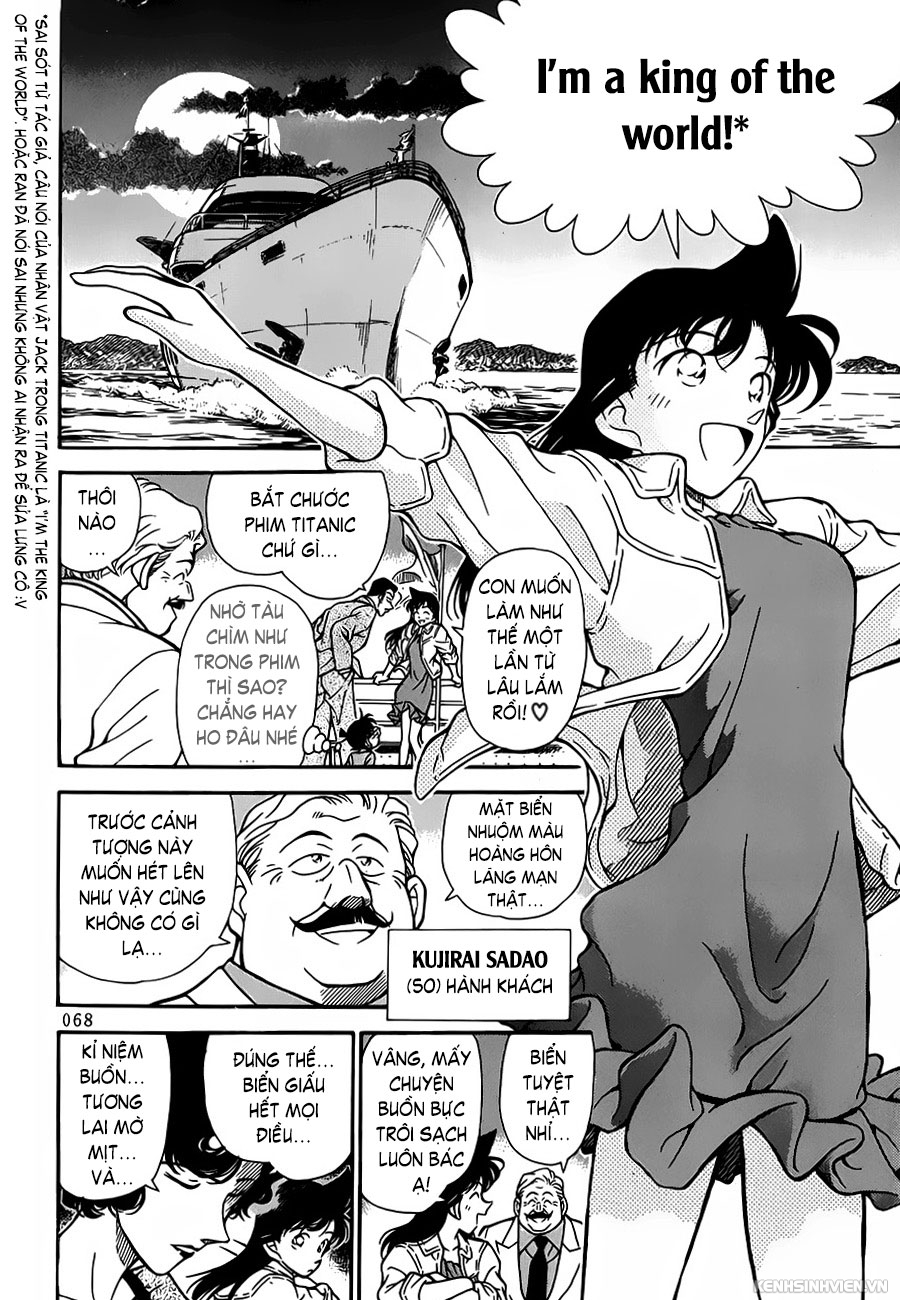 I'm a king of the
world!*
*SAI SÓT TỪ TÁC GIẢ, CÂU NÓI CỦA NHÂN VẬT JACK TRONG TITANIC LÀ "I'M THE KING
OF THE WORLD". HOẶC RAN ĐÃ NÓI SAI NHƯNG KHÔNG AI NHẬN RA ĐỂ SỬA LƯNG CÔ :V
BẮT CHƯỚC
PHIM TITANIC
CHỨ GÌ...
THÔI
NÀO
...
CON MUỐN
LÀM NHƯ
THẾ MỘT
LẦN TỪ
LÂU LẮM
RỒI! ♡
NHỠ TÀU
CHÌM NHƯ
TRONG PHIM
THÌ SAO?
CHẲNG HAY
HO ĐÂU NHÉ
...
MẶT BIỂN
NHUỘM MÀU
HOÀNG HÔN
LÃNG MẠN
THẬT...
TRƯỚC CẢNH
TƯỢNG NÀY
MUỐN HÉT LÊN
NHƯ VẬY CŨNG
KHÔNG CÓ GÌ
LẠ...
KUJIRAI SADAO
(50) HÀNH KHÁCH
068
BIỂN
TUYỆT
THẬT
NHỈ...
VÂNG, MẤY
CHUYỆN
BUỒN BỰC
TRÔI SẠCH
LUÔN BÁC
Ạ!
ĐÚNG THẾ...
BIỂN GIẤU
HẾT MỌI
ĐIỀU...
KỈ NIỆM
BUỒN...
TƯƠNG
LAI MỜ
MỊT...
VÀ...
KENHSINHVIEN.VN